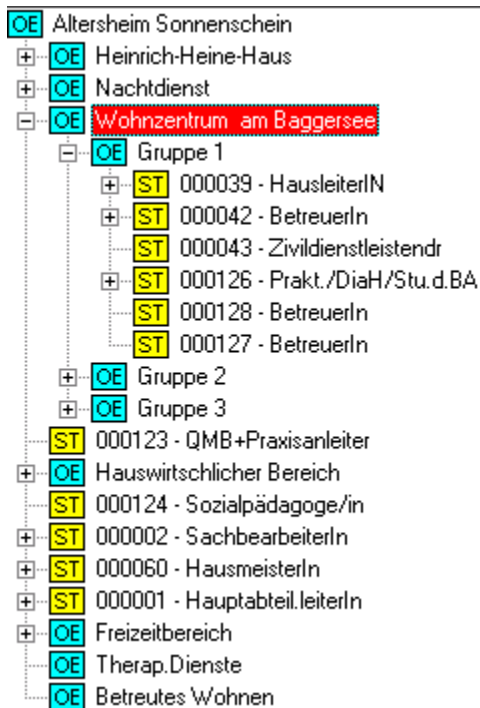 OE Altersheim Sonnenschein
OE Heinrich-Heine-Haus
OE Nachtdienst
OE Wohnzentrum am Baggersee
OE Gruppe 1
ST 000039 - HausleiterIN
ST 000042 - BetreuerIn
ST 000043 - Zivildienstleistendr
ST 000126 - Prakt./DiaH/Stu.d.BA
ST 000128 - BetreuerIn
ST 000127 - BetreuerIn
OE Gruppe 2
OE Gruppe 3
ST 000123 - QMB+Praxisanleiter
OE Hauswirtschlicher Bereich
ST 000124 - Sozialpädagoge/in
ST 000002 - SachbearbeiterIn
ST 000060 - HausmeisterIn
ST 000001 - Hauptabteil.leiterIn
OE Freizeitbereich
OE Therap.Dienste
OE Betreutes Wohnen